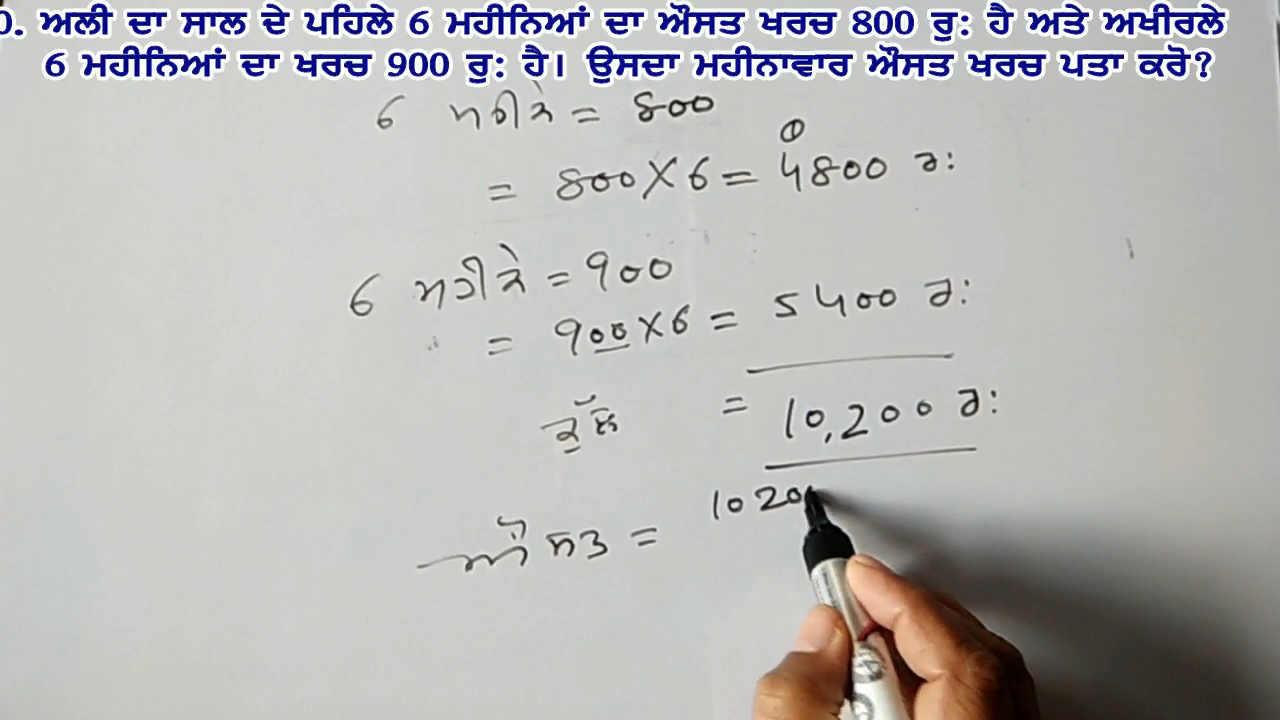 0. ਅਲੀ ਦਾ ਸਾਲ ਦੇ ਪਹਿਲੇ 6 ਮਹੀਨਿਆਂ ਦਾ ਔਸਤ ਖਰਚ 800 ਰੁ: ਹੈ ਅਤੇ ਅਖੀਰਲੇ
6 ਮਹੀਨਿਆਂ ਦਾ ਖਰਚ 900 ਰੁ: ਹੈ। ਉਸਦਾ ਮਹੀਨਾਵਾਰ ਔਸਤ ਖਰਚ ਪਤਾ ਕਰੋ?
6 ਮਹੀਨੇ = 800
1
= 800 X 6 = 4800 ਰ:
6 ਮਹੀਨੇ = 900
= 900 X 6 = 5400 ਰ:
ਕੁੱਲ = 10,200 ਰ:
ਔਸਤ = 1020